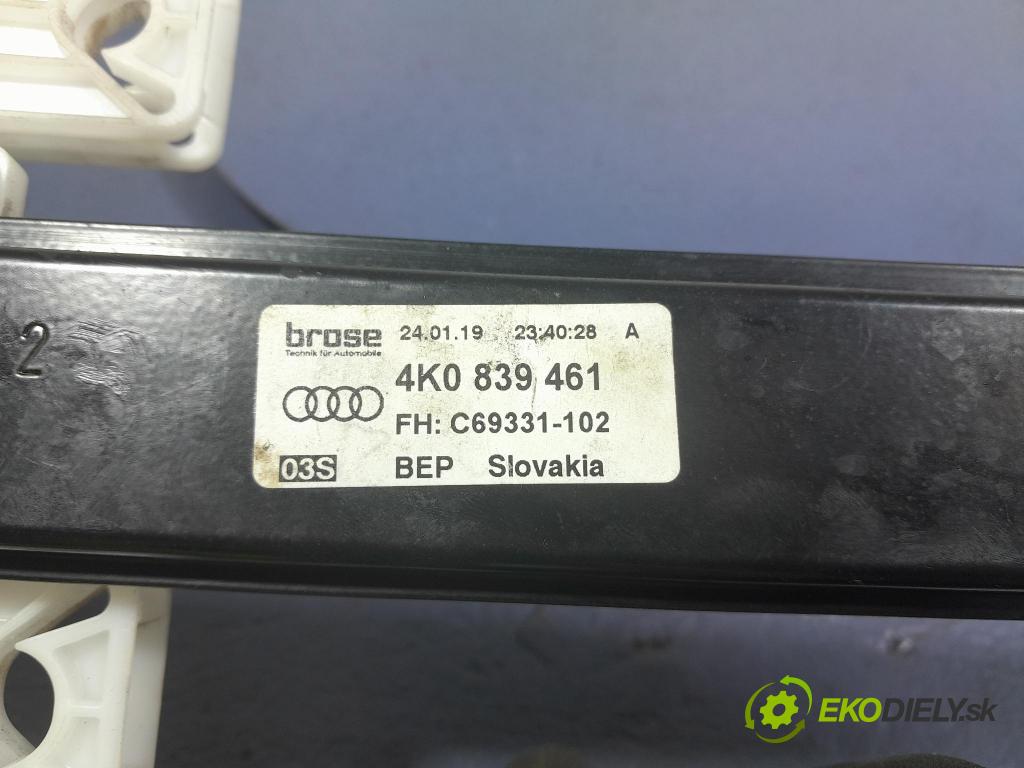 2
brose 24.01.19 23:40:28 A
Technik für Automobile
4K0 839 461
FH: C69331-102
03S BEP Slovakia
EKODIELY.sk